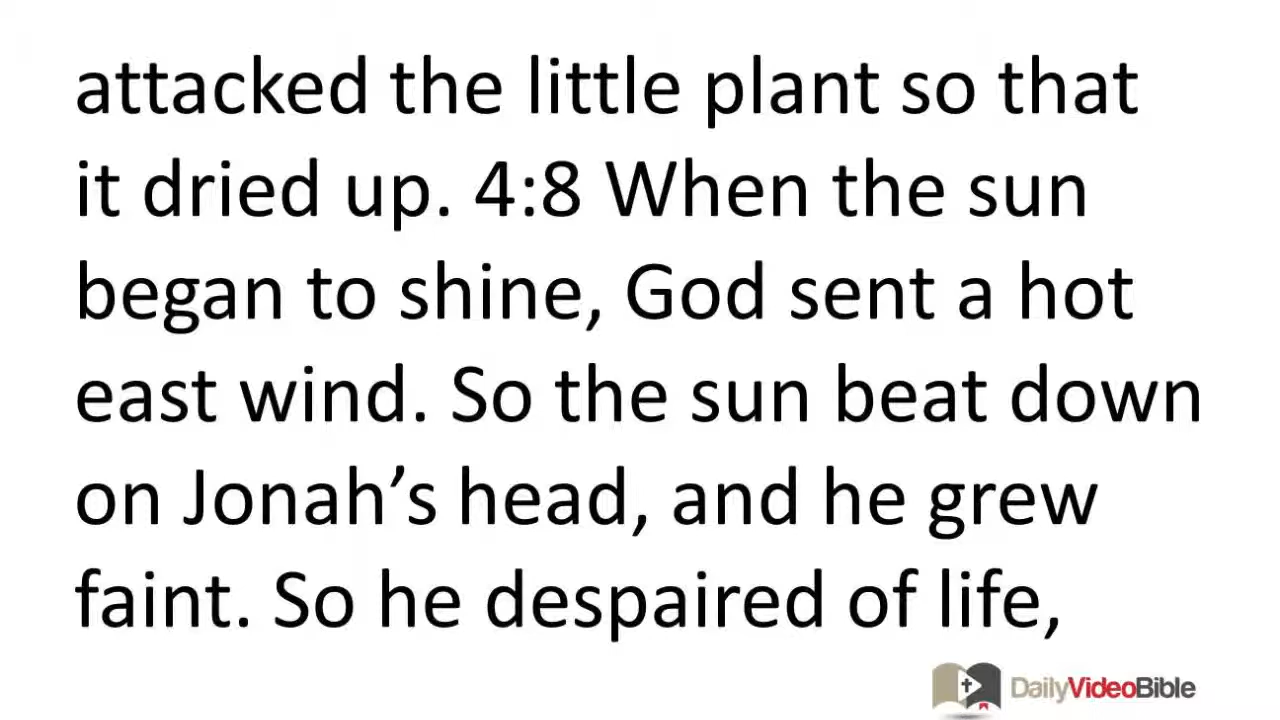 attacked the little plant so that
it dried up. 4:8 When the sun
began to shine, God sent a hot
east wind. So the sun beat down
on Jonah’s head, and he grew
faint. So he despaired of life,
DailyVideoBible